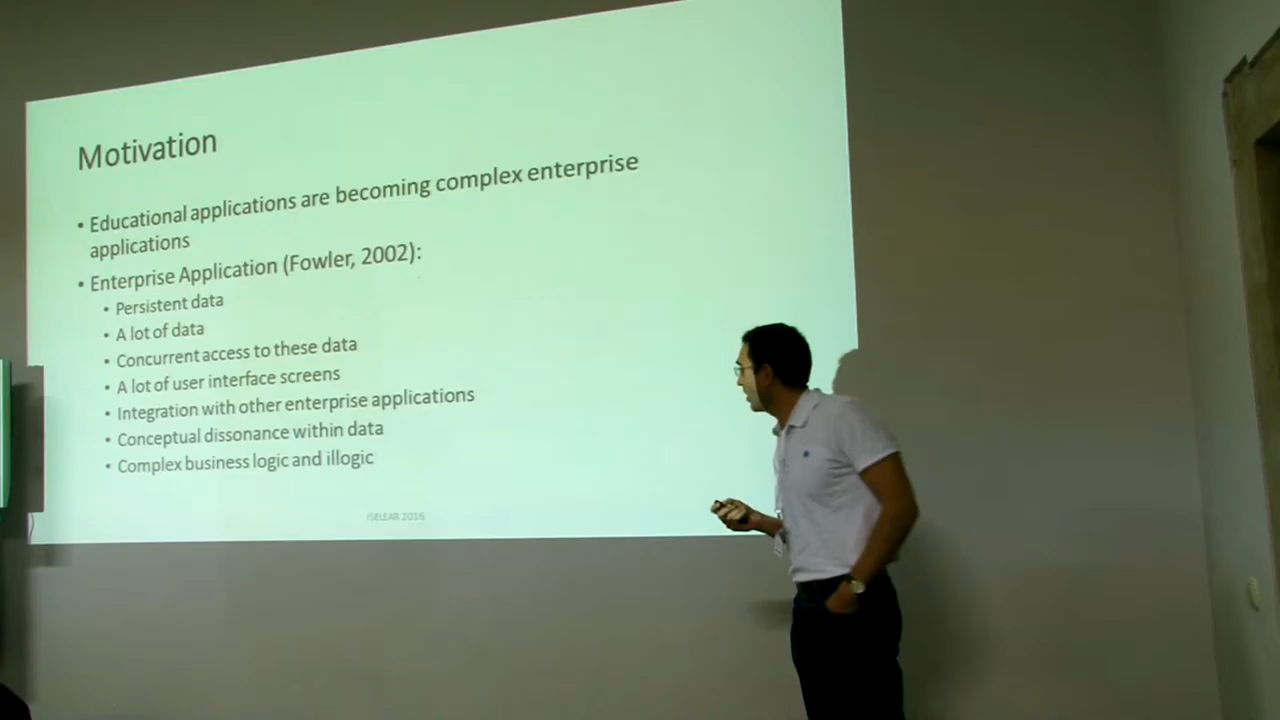 Motivation
• Educational applications are becoming complex enterprise
applications
• Enterprise Application (Fowler, 2002):
• Persistent data
• A lot of data
• Concurrent access to these data
• A lot of user interface screens
• Integration with other enterprise applications
• Conceptual dissonance within data
• Complex business logic and illogic
ISELEAR 2016